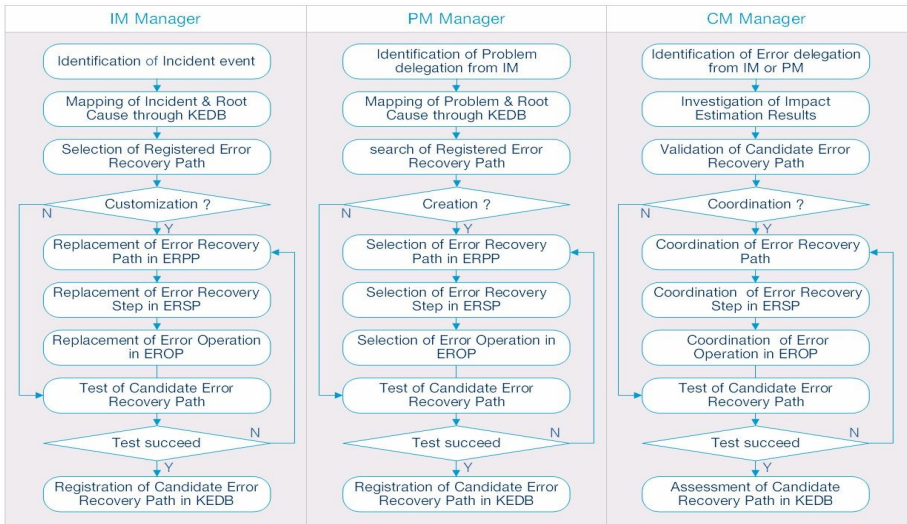 IM Manager
Identification of Incident event
Mapping of Incident & Root
Cause through KEDB
Selection of Registered Error
Recovery Path
Customization ?
N
Y
Replacement of Error Recovery
Path in ERPP
Replacement of Error Recovery
Step in ERSP
Replacement of Error Operation
in EROP
Test of Candidate Error
Recovery Path
Test succeed
N
Y
Registration of Candidate Error
Recovery Path in KEDB
PM Manager
Identification of Problem
delegation from IM
Mapping of Problem & Root
Cause through KEDB
search of Registered Error
Recovery Path
Creation ?
N
Y
Selection of Error Recovery
Path in ERPP
Selection of Error Recovery
Step in ERSP
Selection of Error Operation in
EROP
Test of Candidate Error
Recovery Path
Test succeed
N
Y
Registration of Candidate Error
Recovery Path in KEDB
CM Manager
Identification of Error delegation
from IM or PM
Investigation of Impact
Estimation Results
Validation of Candidate Error
Recovery Path
Coordination ?
N
Y
Coordination of Error Recovery
Path
Coordination of Error Recovery
Step in ERSP
Coordination of Error
Operation in EROP
Test of Candidate Error
Recovery Path
Test succeed
N
Y
Assessment of Candidate
Recovery Path in KEDB